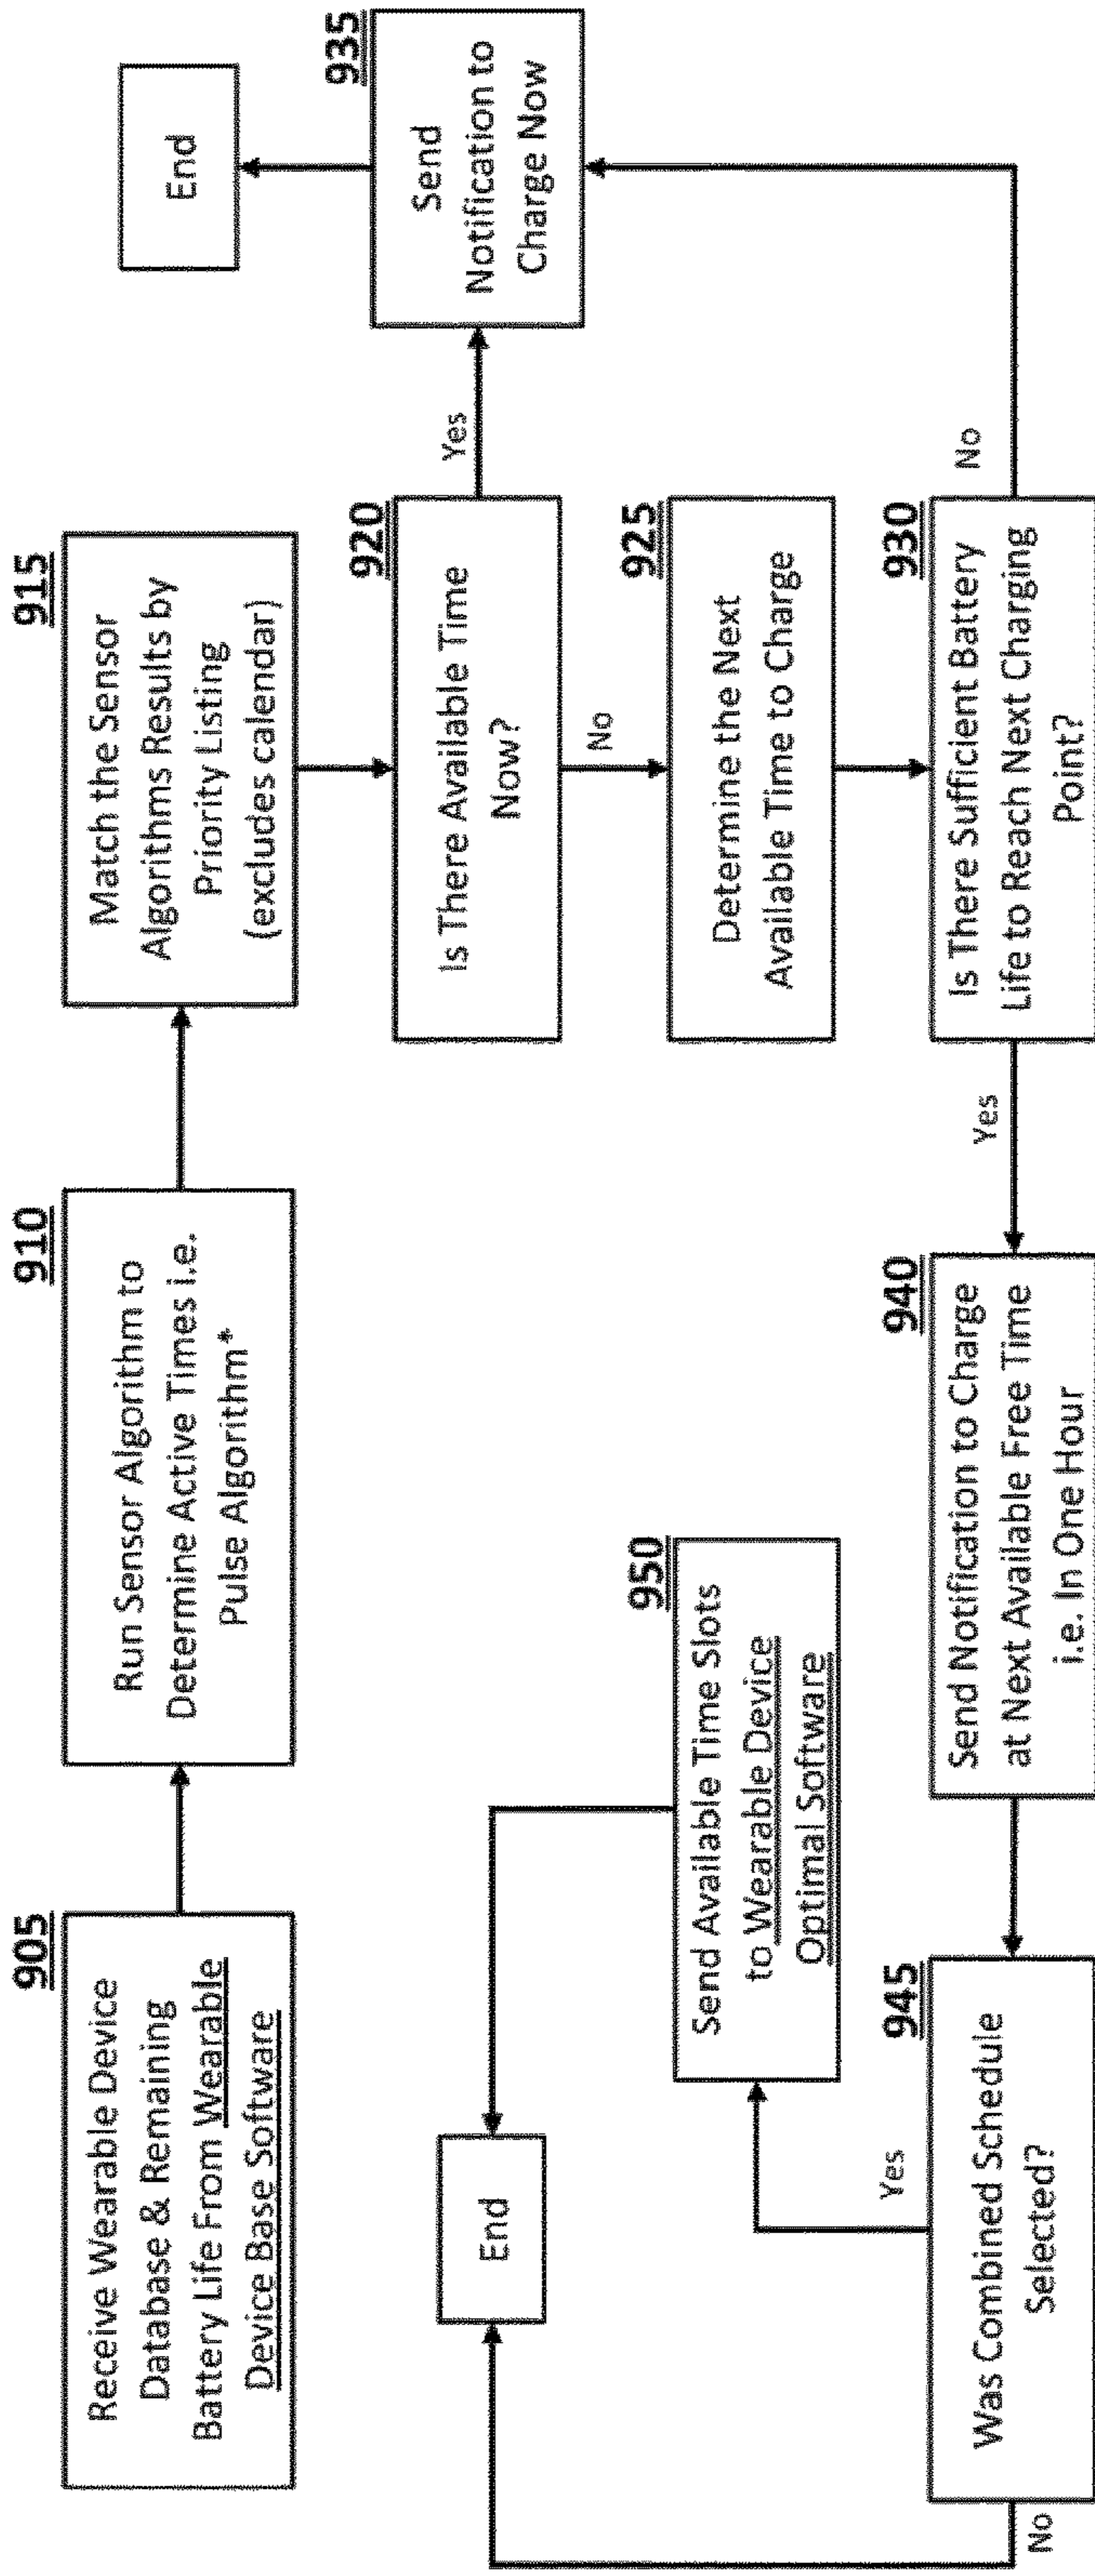 905
Receive Wearable Device
Database & Remaining
Battery Life From Wearable
Device Base Software
910
Run Sensor Algorithm to
Determine Active Times i.e.
Pulse Algorithm*
915
Match the Sensor
Algorithms Results by
Priority Listing
(excludes calendar)
920
Is There Available Time
Now?
Yes
No
935
Send
Notification to
Charge Now
End
925
Determine the Next
Available Time to Charge
930
Is There Sufficient Battery
Life to Reach Next Charging
Point?
No
Yes
940
Send Notification to Charge
at Next Available Free Time
i.e. In One Hour
945
Was Combined Schedule
Selected?
Yes
No
950
Send Available Time Slots
to Wearable Device
Optimal Software
End